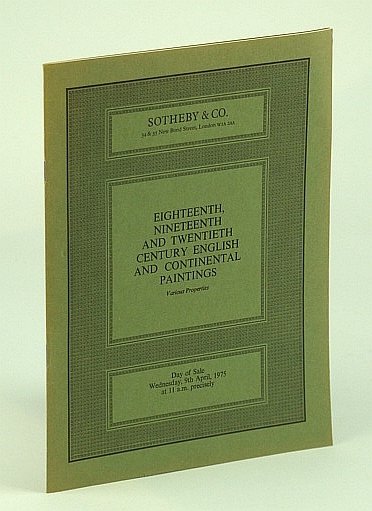 SOTHEBY & CO.
34 & 35 New Bond Street, London W1A 2AA
EIGHTEENTH,
NINETEENTH
AND TWENTIETH
CENTURY ENGLISH
AND CONTINENTAL
PAINTINGS
Various Properties
Day of Sale
Wednesday, 9th April, 1975
at 11 a.m. precisely